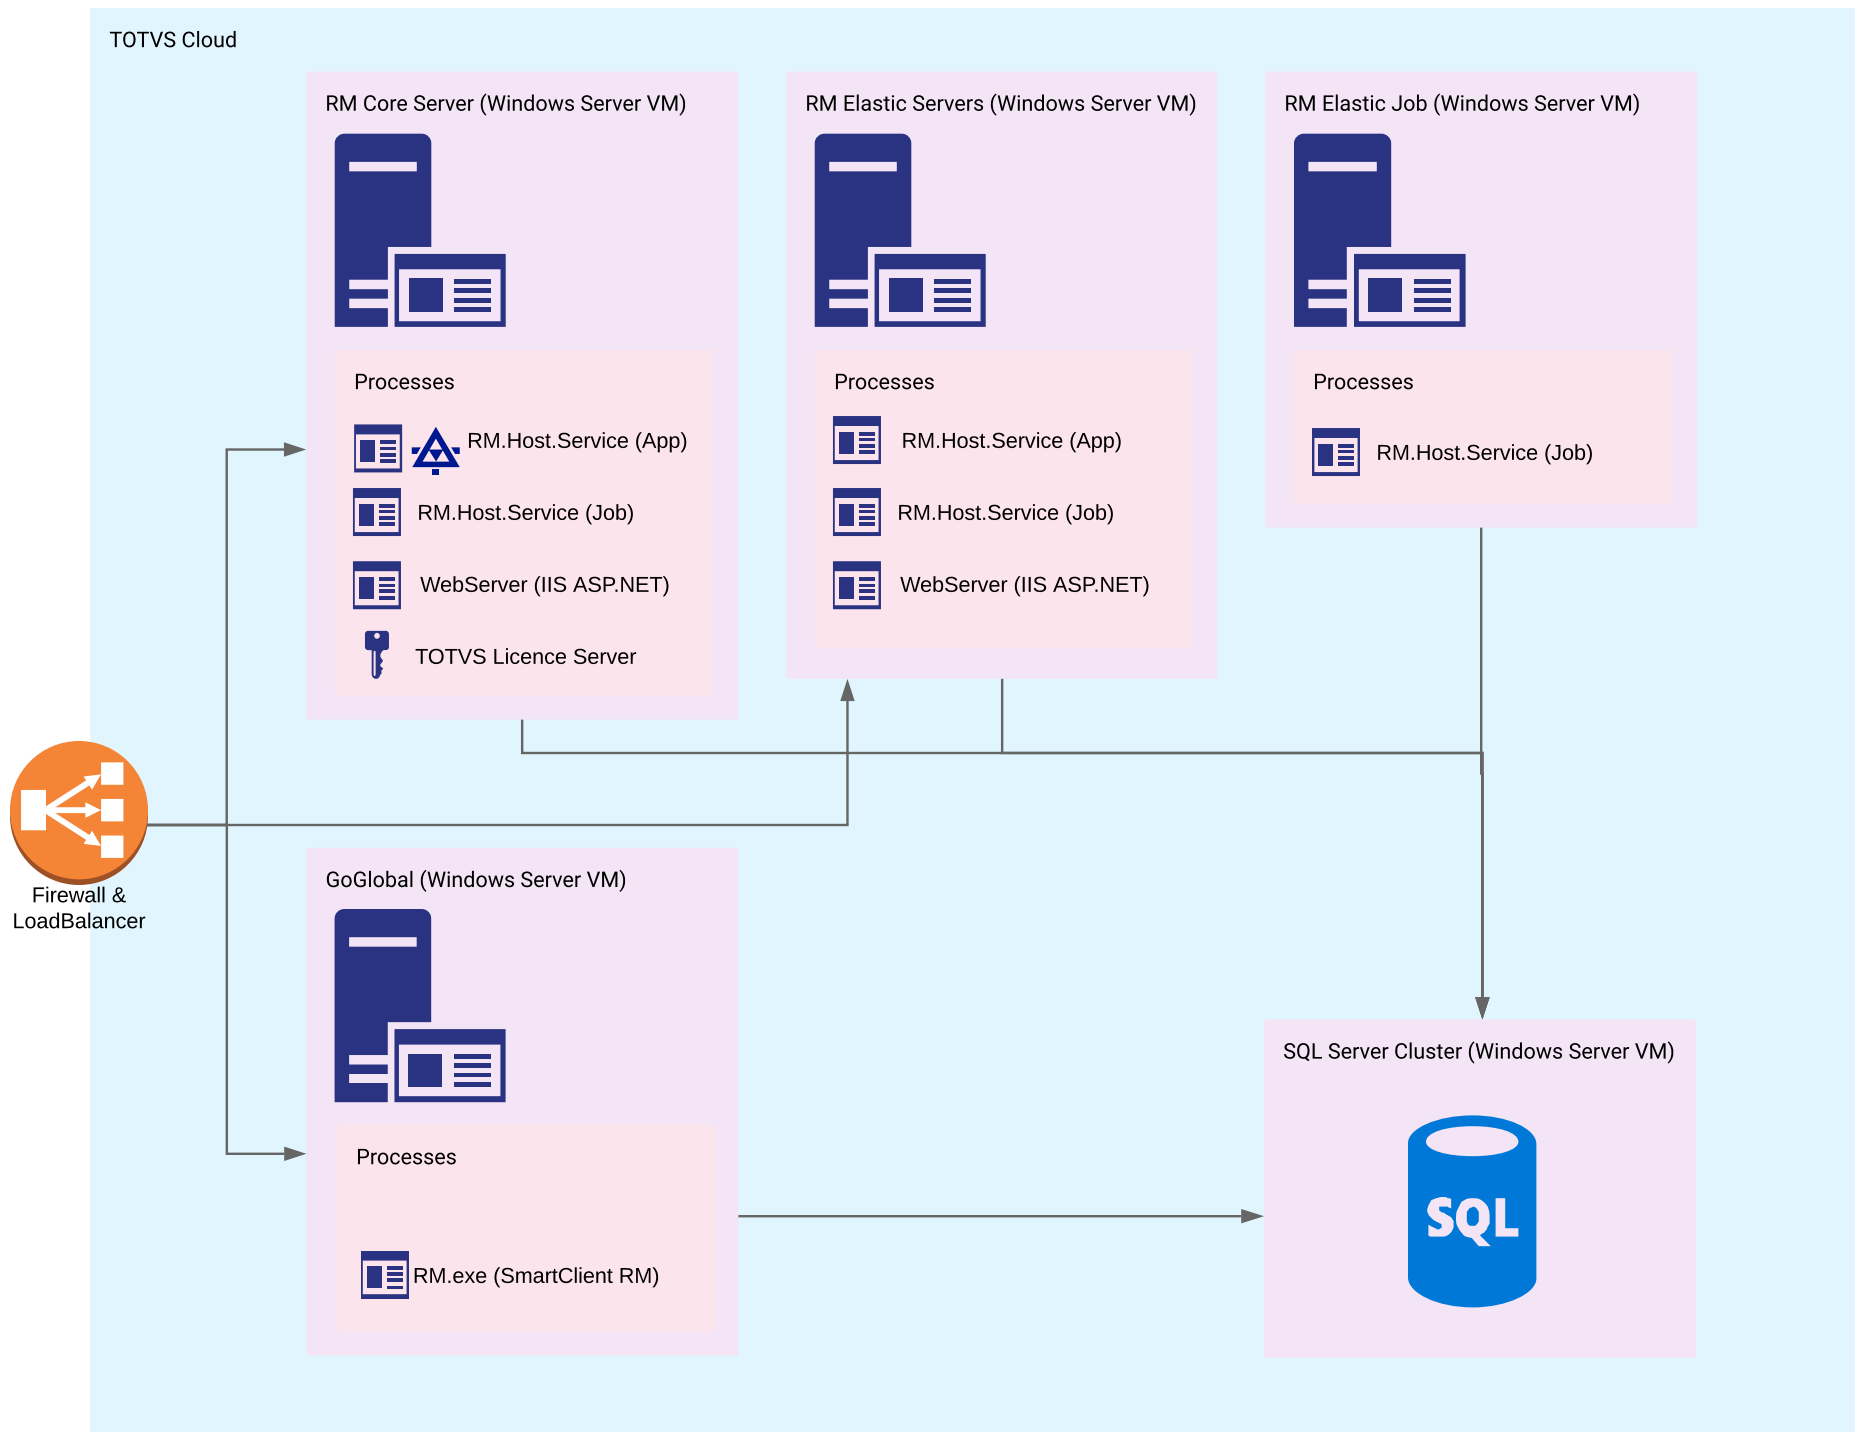 TOTVS Cloud
RM Core Server (Windows Server VM)
Processes
RM.Host.Service (App)
RM.Host.Service (Job)
WebServer (IIS ASP.NET)
TOTVS Licence Server
RM Elastic Servers (Windows Server VM)
Processes
RM.Host.Service (App)
RM.Host.Service (Job)
WebServer (IIS ASP.NET)
RM Elastic Job (Windows Server VM)
Processes
RM.Host.Service (Job)
Firewall &
LoadBalancer
GoGlobal (Windows Server VM)
Processes
RM.exe (SmartClient RM)
SQL Server Cluster (Windows Server VM)
SQL